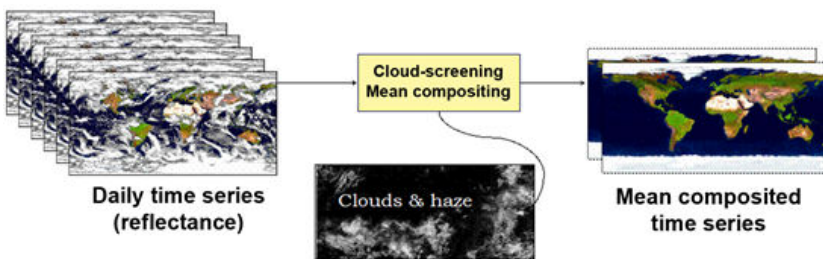 Cloud-screening
Mean compositing
Daily time series
(reflectance)
Clouds & haze
Mean composited
time series